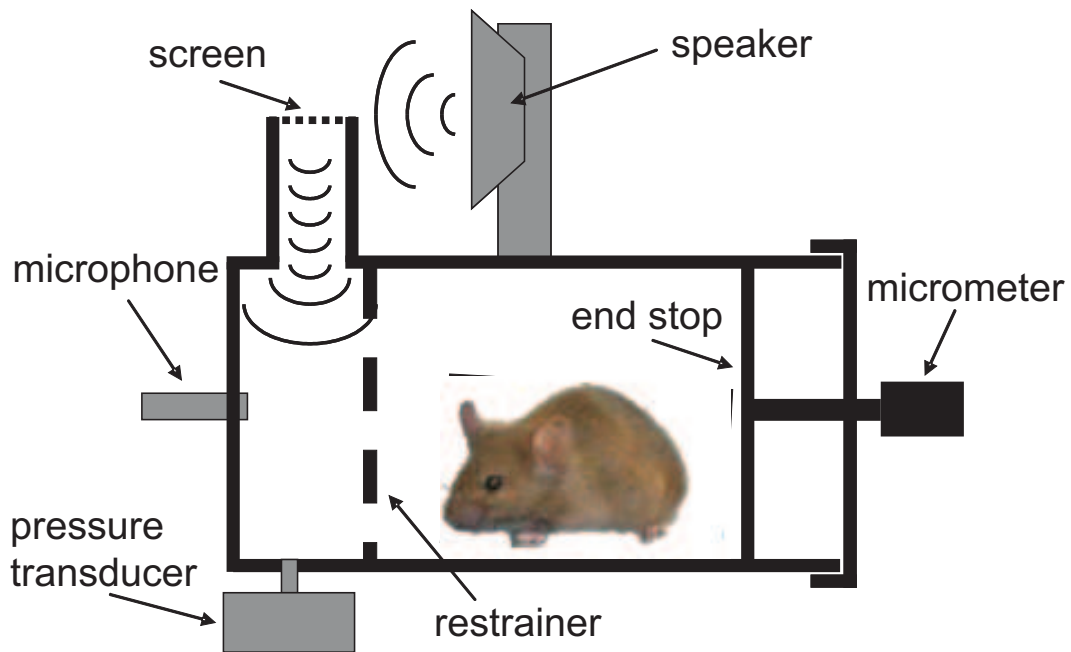 screen
speaker
microphone
micrometer
end stop
pressure
transducer
restrainer